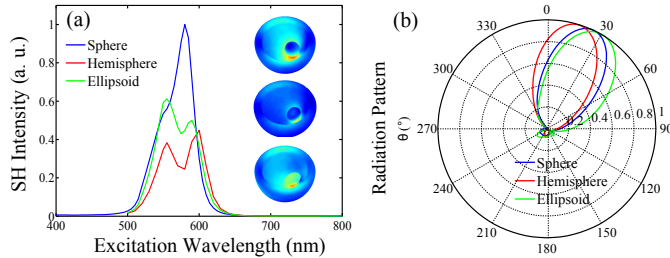 (a)
Sphere
Hemisphere
Ellipsoid
SH Intensity (a. u.)
1
0.8
0.6
0.4
0.2
0
400
500
600
700
800
Excitation Wavelength (nm)
(b)
Radiation Pattern
θ (°)
0
30
60
90
120
150
180
210
240
270
300
330
0.2
0.4
0.6
0.8
1
Sphere
Hemisphere
Ellipsoid